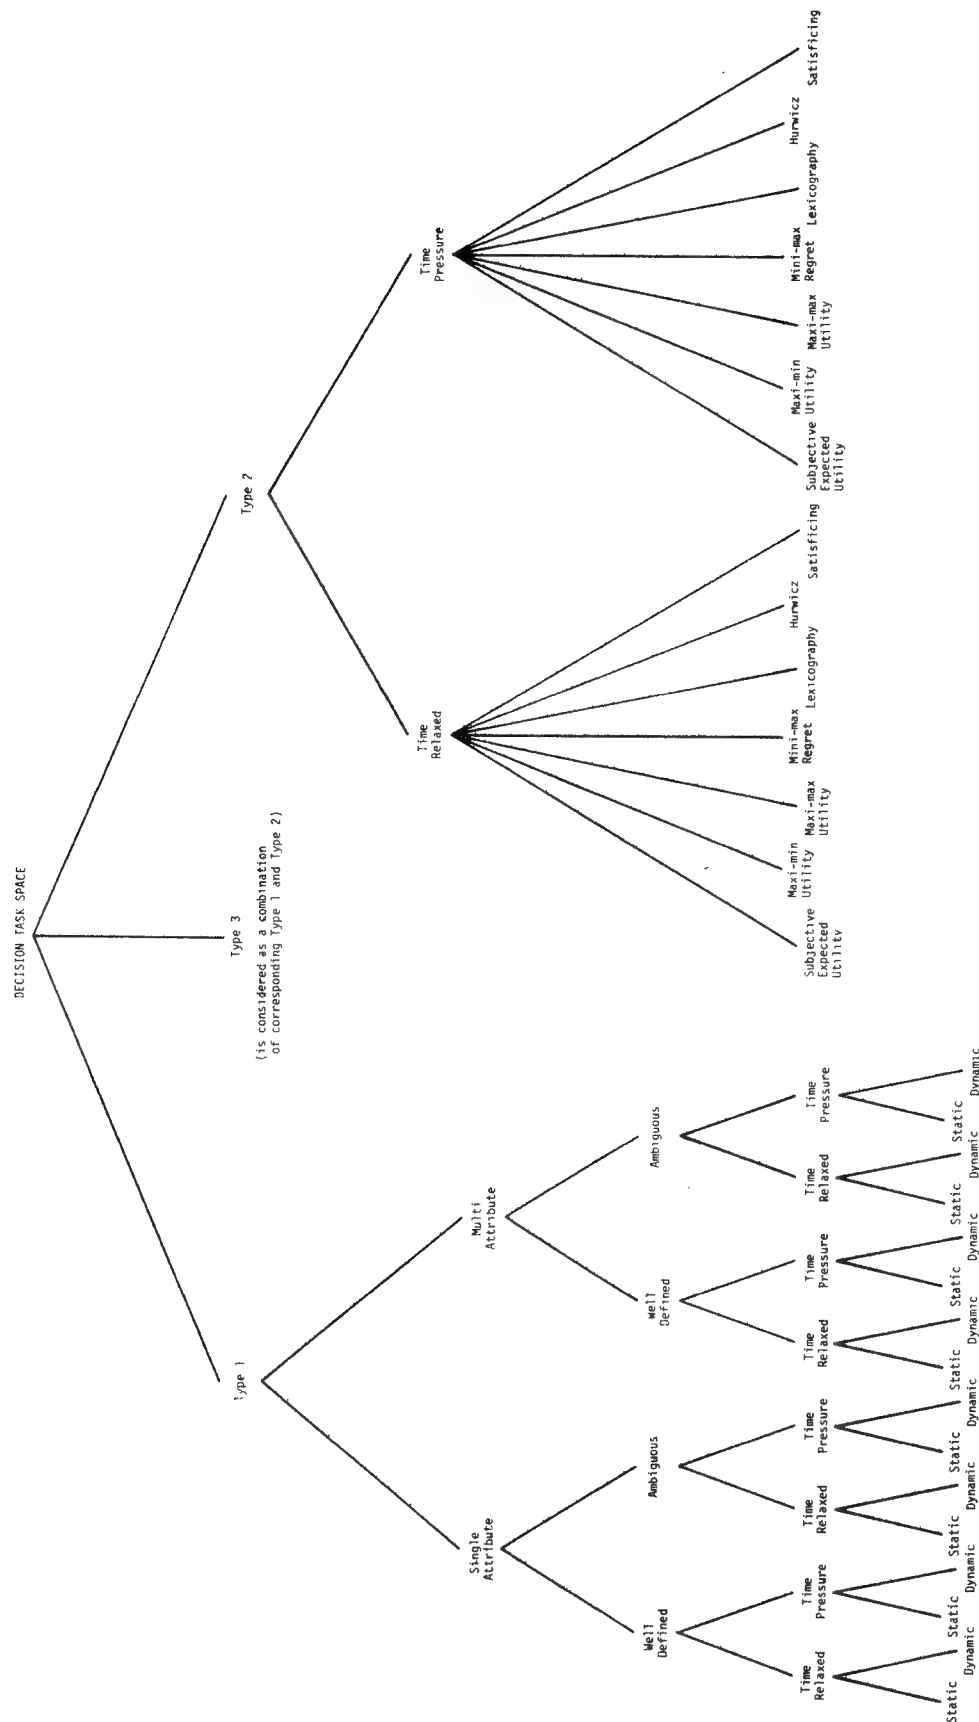 DECISION TASK SPACE
Type 1
Type 3
(is considered as a combination
of corresponding Type 1 and Type 2)
Type 2
Single
Attribute
Multi
Attribute
Time
Relaxed
Time
Pressure
Well
Defined
Ambiguous
Well
Defined
Ambiguous
Time
Relaxed
Time
Pressure
Time
Relaxed
Time
Pressure
Time
Relaxed
Time
Pressure
Time
Relaxed
Time
Pressure
Subjective
Expected
Utility
Maxi-min
Utility
Maxi-max
Utility
Mini-max
Regret
Lexicography
Hurwicz
Satisficing
Subjective
Expected
Utility
Maxi-min
Utility
Maxi-max
Utility
Mini-max
Regret
Lexicography
Hurwicz
Satisficing
Static
Dynamic
Static
Dynamic
Static
Dynamic
Static
Dynamic
Static
Dynamic
Static
Dynamic
Static
Dynamic
Static
Dynamic